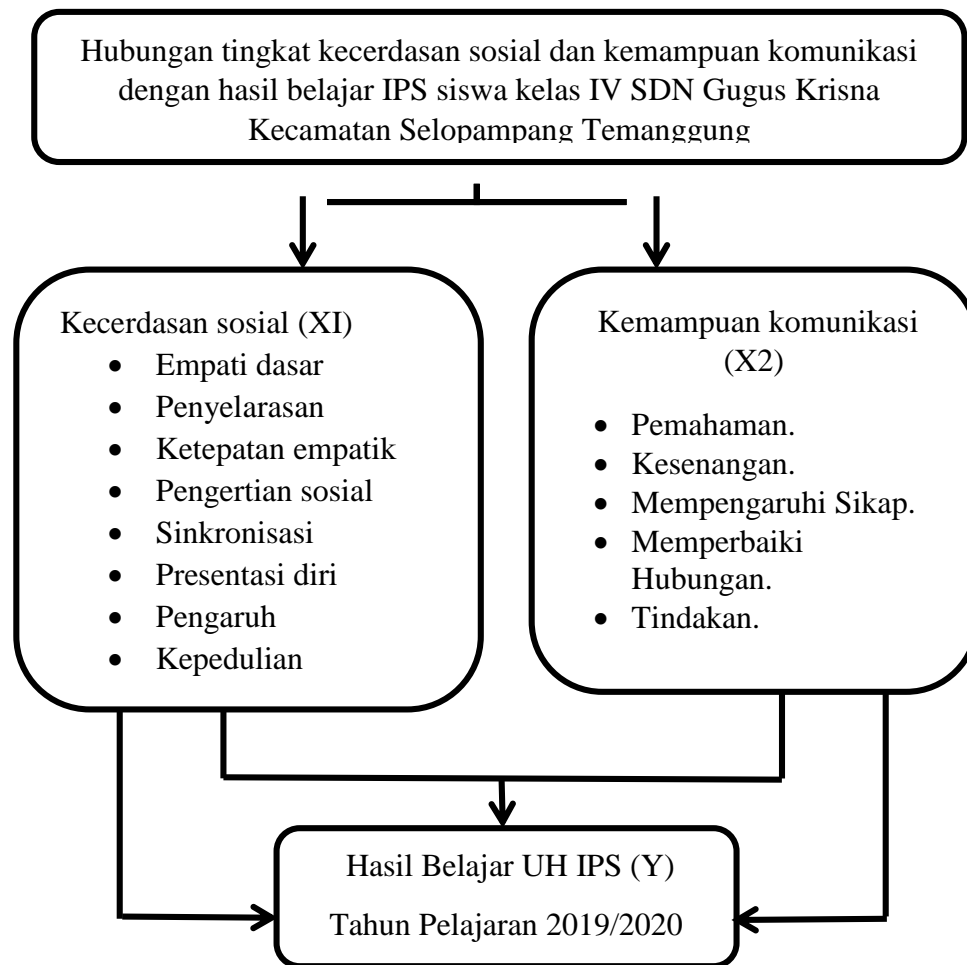 Hubungan tingkat kecerdasan sosial dan kemampuan komunikasi
dengan hasil belajar IPS siswa kelas IV SDN Gugus Krisna
Kecamatan Selopampang Temanggung
Kecerdasan sosial (XI)
• Empati dasar
• Penyelarasan
• Ketepatan empatik
• Pengertian sosial
• Sinkronisasi
• Presentasi diri
• Pengaruh
• Kepedulian
Kemampuan komunikasi
(X2)
• Pemahaman.
• Kesenangan.
• Mempengaruhi Sikap.
• Memperbaiki
Hubungan.
• Tindakan.
Hasil Belajar UH IPS (Y)
Tahun Pelajaran 2019/2020